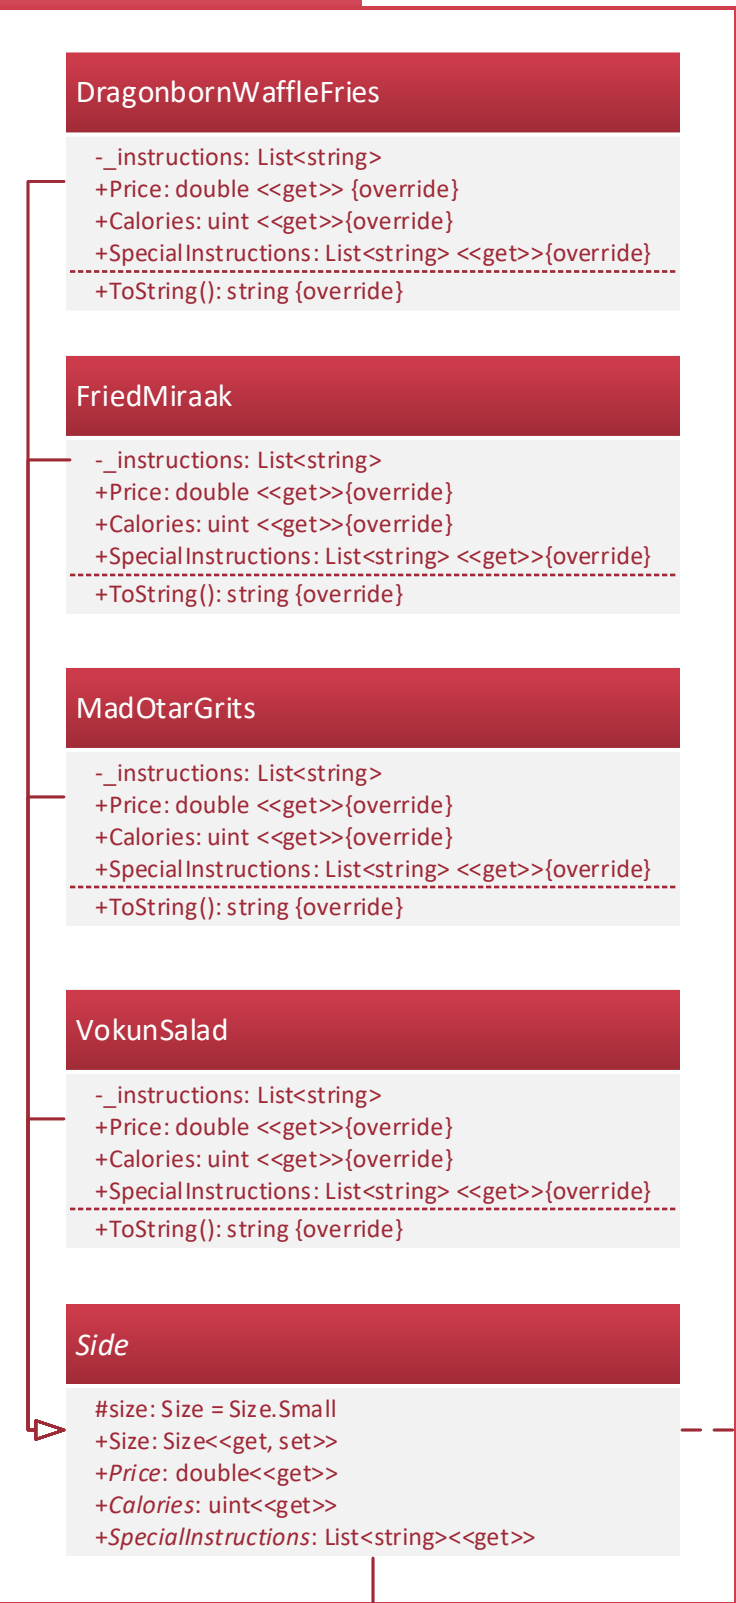 DragonbornWaffleFries
-_instructions: List<string>
+Price: double <<get>> {override}
+Calories: uint <<get>>{override}
+SpecialInstructions: List<string> <<get>>{override}
+ToString(): string {override}
FriedMiraak
-_instructions: List<string>
+Price: double <<get>>{override}
+Calories: uint <<get>>{override}
+SpecialInstructions: List<string> <<get>>{override}
+ToString(): string {override}
MadOtarGrits
-_instructions: List<string>
+Price: double <<get>>{override}
+Calories: uint <<get>>{override}
+SpecialInstructions: List<string> <<get>>{override}
+ToString(): string {override}
VokunSalad
-_instructions: List<string>
+Price: double <<get>>{override}
+Calories: uint <<get>>{override}
+SpecialInstructions: List<string> <<get>>{override}
+ToString(): string {override}
Side
#size: Size = Size.Small
+Size: Size<<get, set>>
+Price: double<<get>>
+Calories: uint<<get>>
+SpecialInstructions: List<string><<get>>